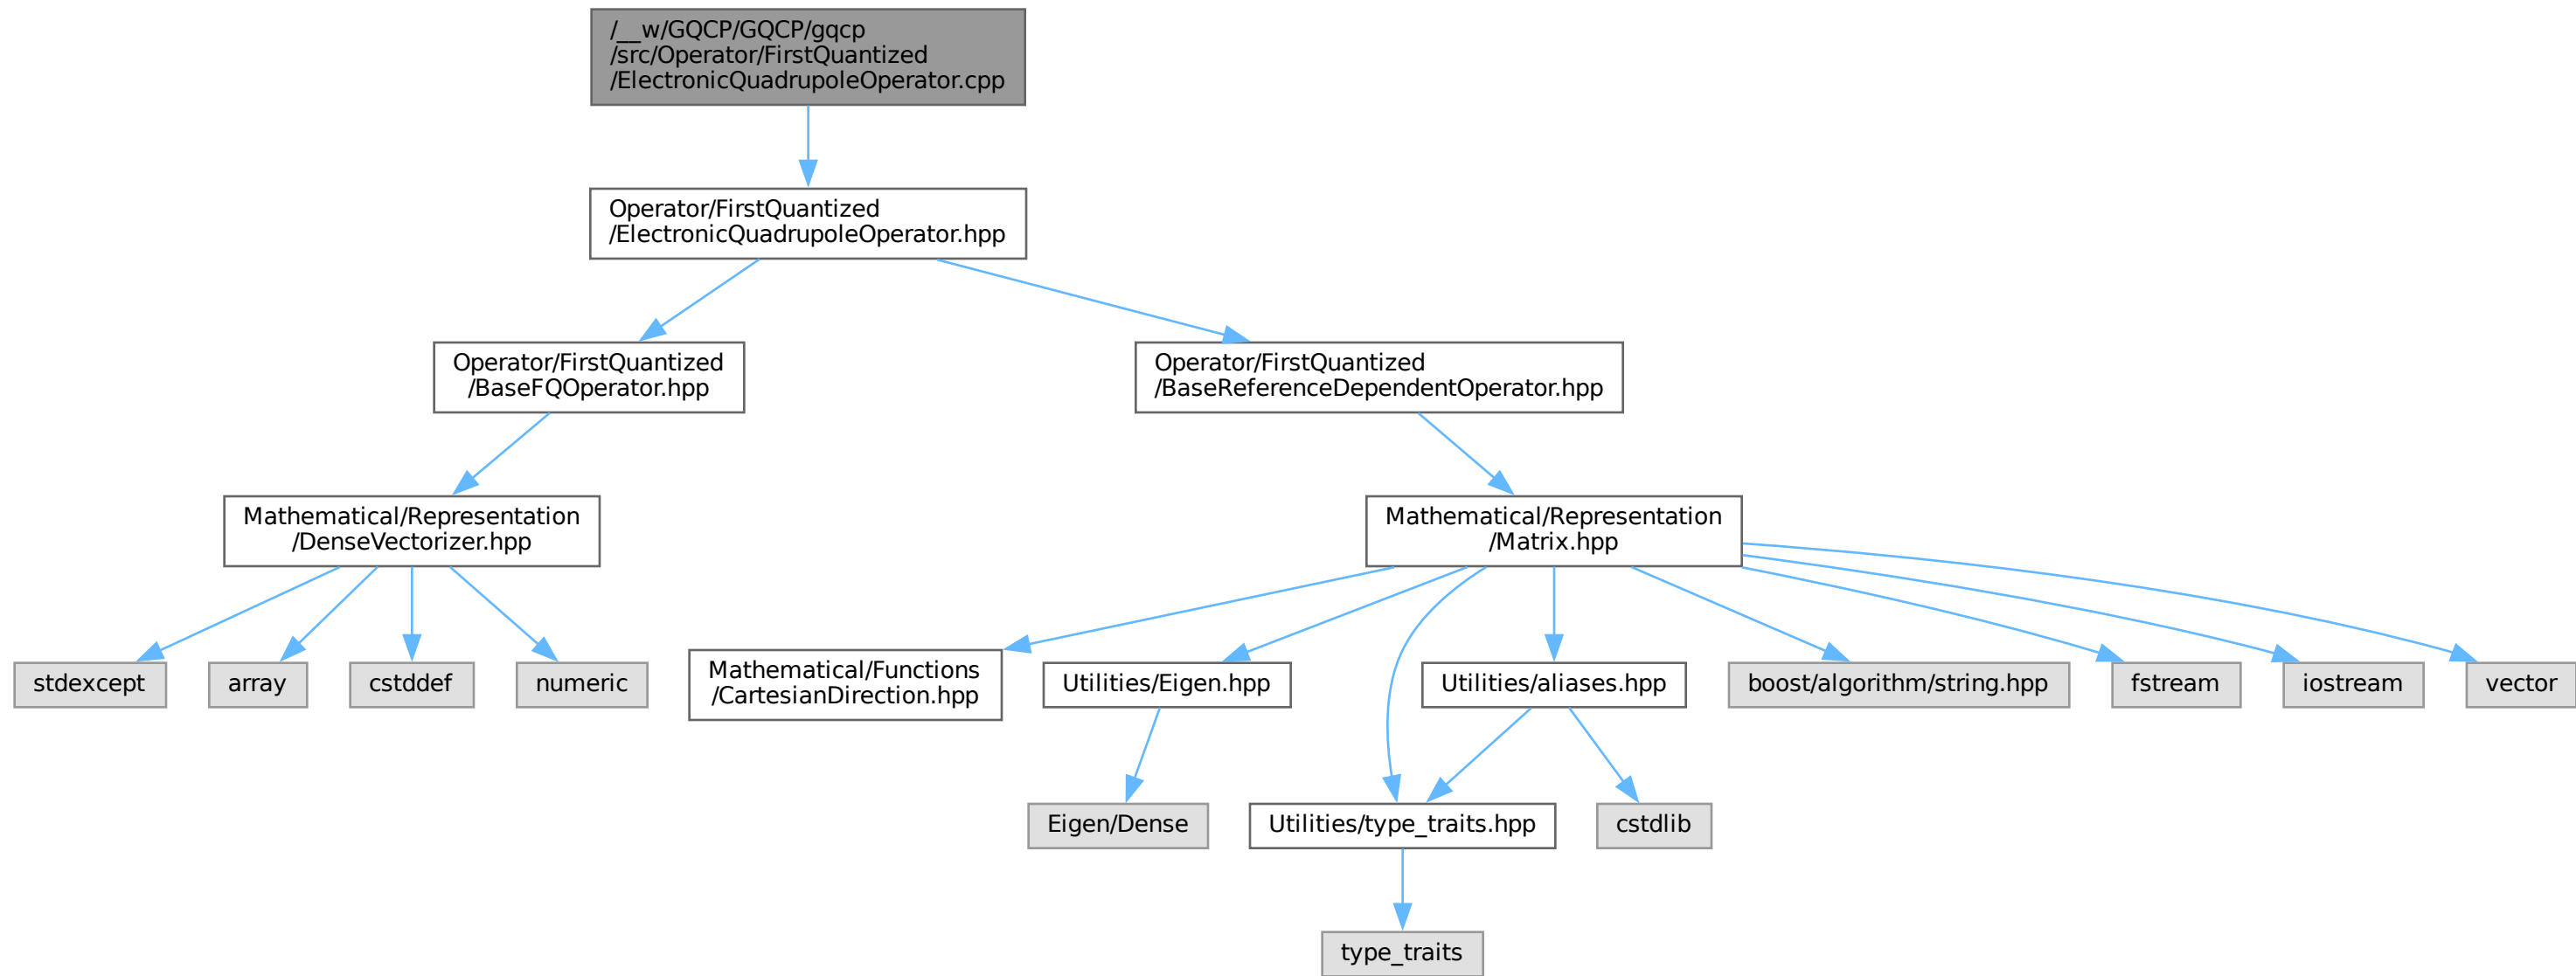 /__w/GQCP/GQCP/gqcp
/src/Operator/FirstQuantized
/ElectronicQuadrupoleOperator.cpp
Operator/FirstQuantized
/ElectronicQuadrupoleOperator.hpp
Operator/FirstQuantized
/BaseFQOperator.hpp
Operator/FirstQuantized
/BaseReferenceDependentOperator.hpp
Mathematical/Representation
/DenseVectorizer.hpp
Mathematical/Representation
/Matrix.hpp
stdexcept
array
cstddef
numeric
Mathematical/Functions
/CartesianDirection.hpp
Utilities/Eigen.hpp
Utilities/aliases.hpp
boost/algorithm/string.hpp
fstream
iostream
vector
Eigen/Dense
Utilities/type_traits.hpp
cstdlib
type_traits